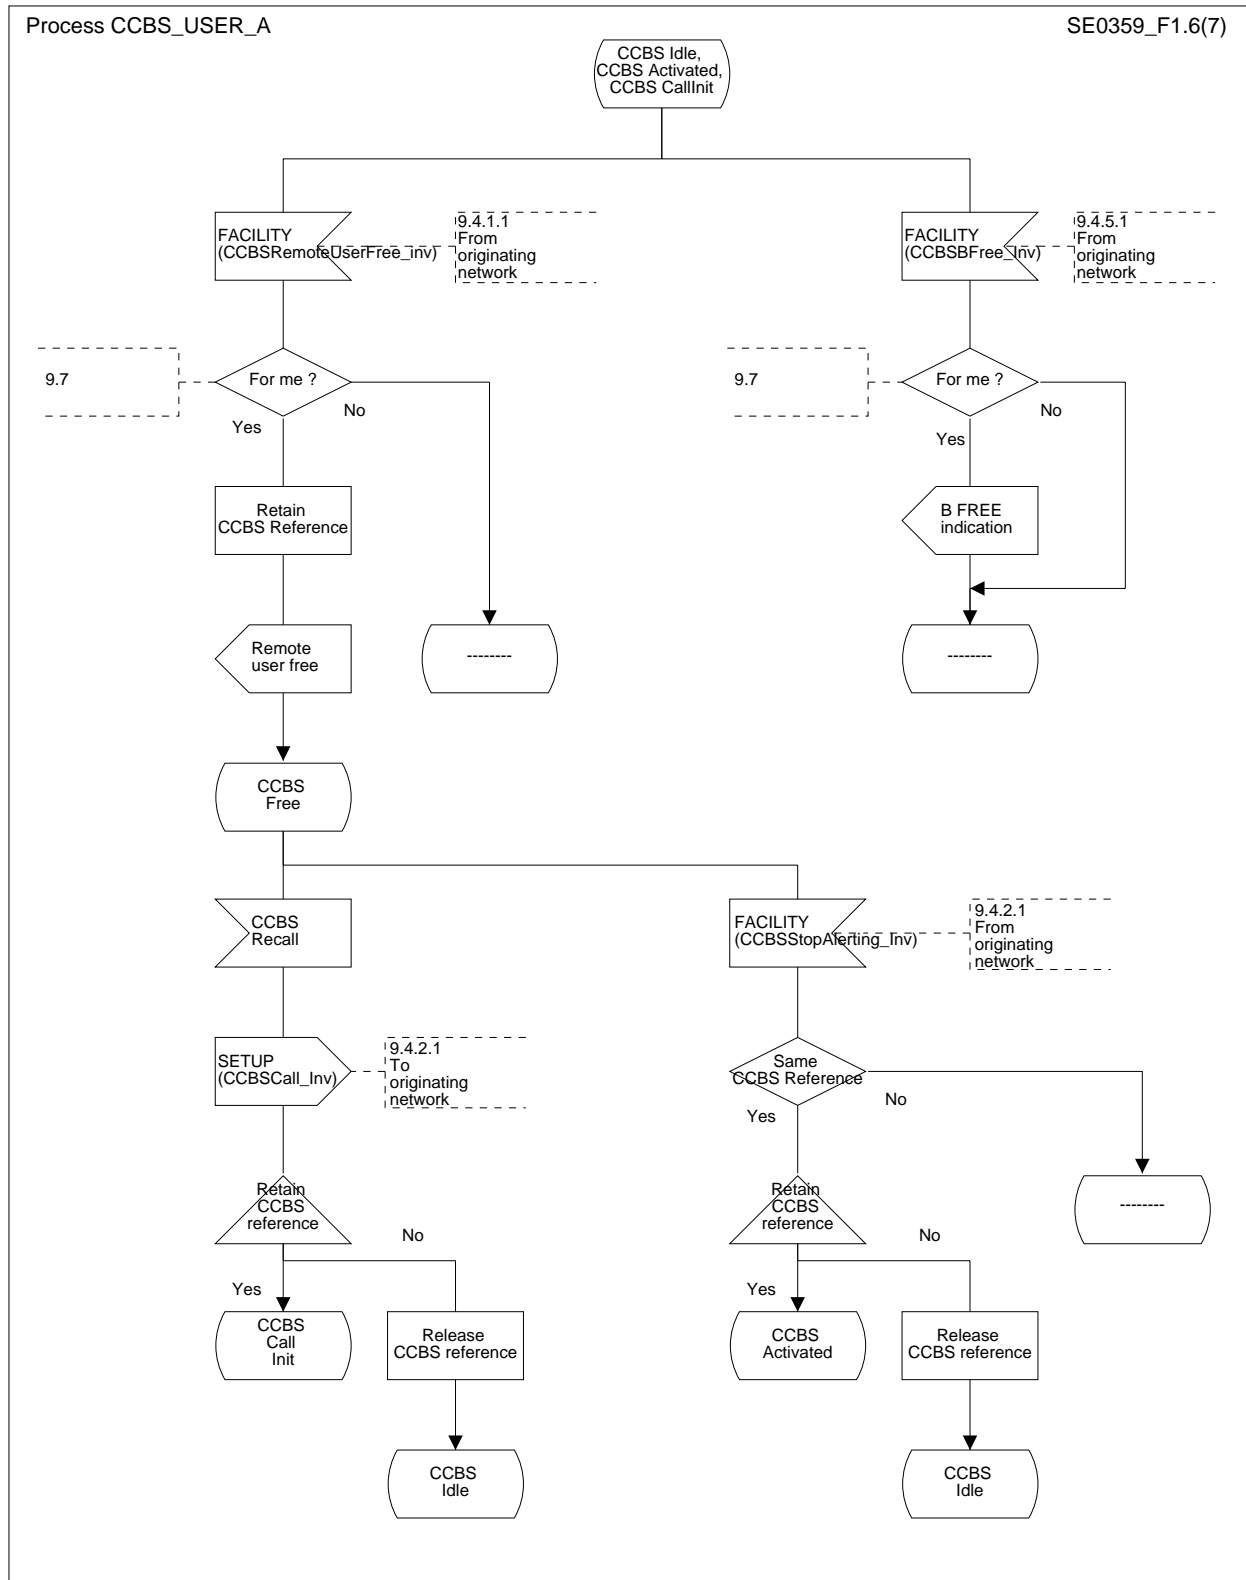 Process CCBS_USER_A
SE0359_F1.6(7)
CCBS Idle,
CCBS Activated,
CCBS CallInit
FACILITY
(CCBSRemoteUserFree_inv)
9.4.1.1
From
originating
network
FACILITY
(CCBSBFree_Inv)
9.4.5.1
From
originating
network
9.7
For me ?
No
Yes
9.7
For me ?
No
Yes
Retain
CCBS Reference
B FREE
indication
Remote
user free
--------
--------
CCBS
Free
CCBS
Recall
FACILITY
(CCBSStopAlerting_Inv)
9.4.2.1
From
originating
network
SETUP
(CCBSCall_Inv)
9.4.2.1
To
originating
network
Same
CCBS Reference
Yes
No
Retain
CCBS
reference
No
Yes
Retain
CCBS
reference
No
Yes
--------
CCBS
Call
Init
Release
CCBS reference
CCBS
Activated
Release
CCBS reference
CCBS
Idle
CCBS
Idle